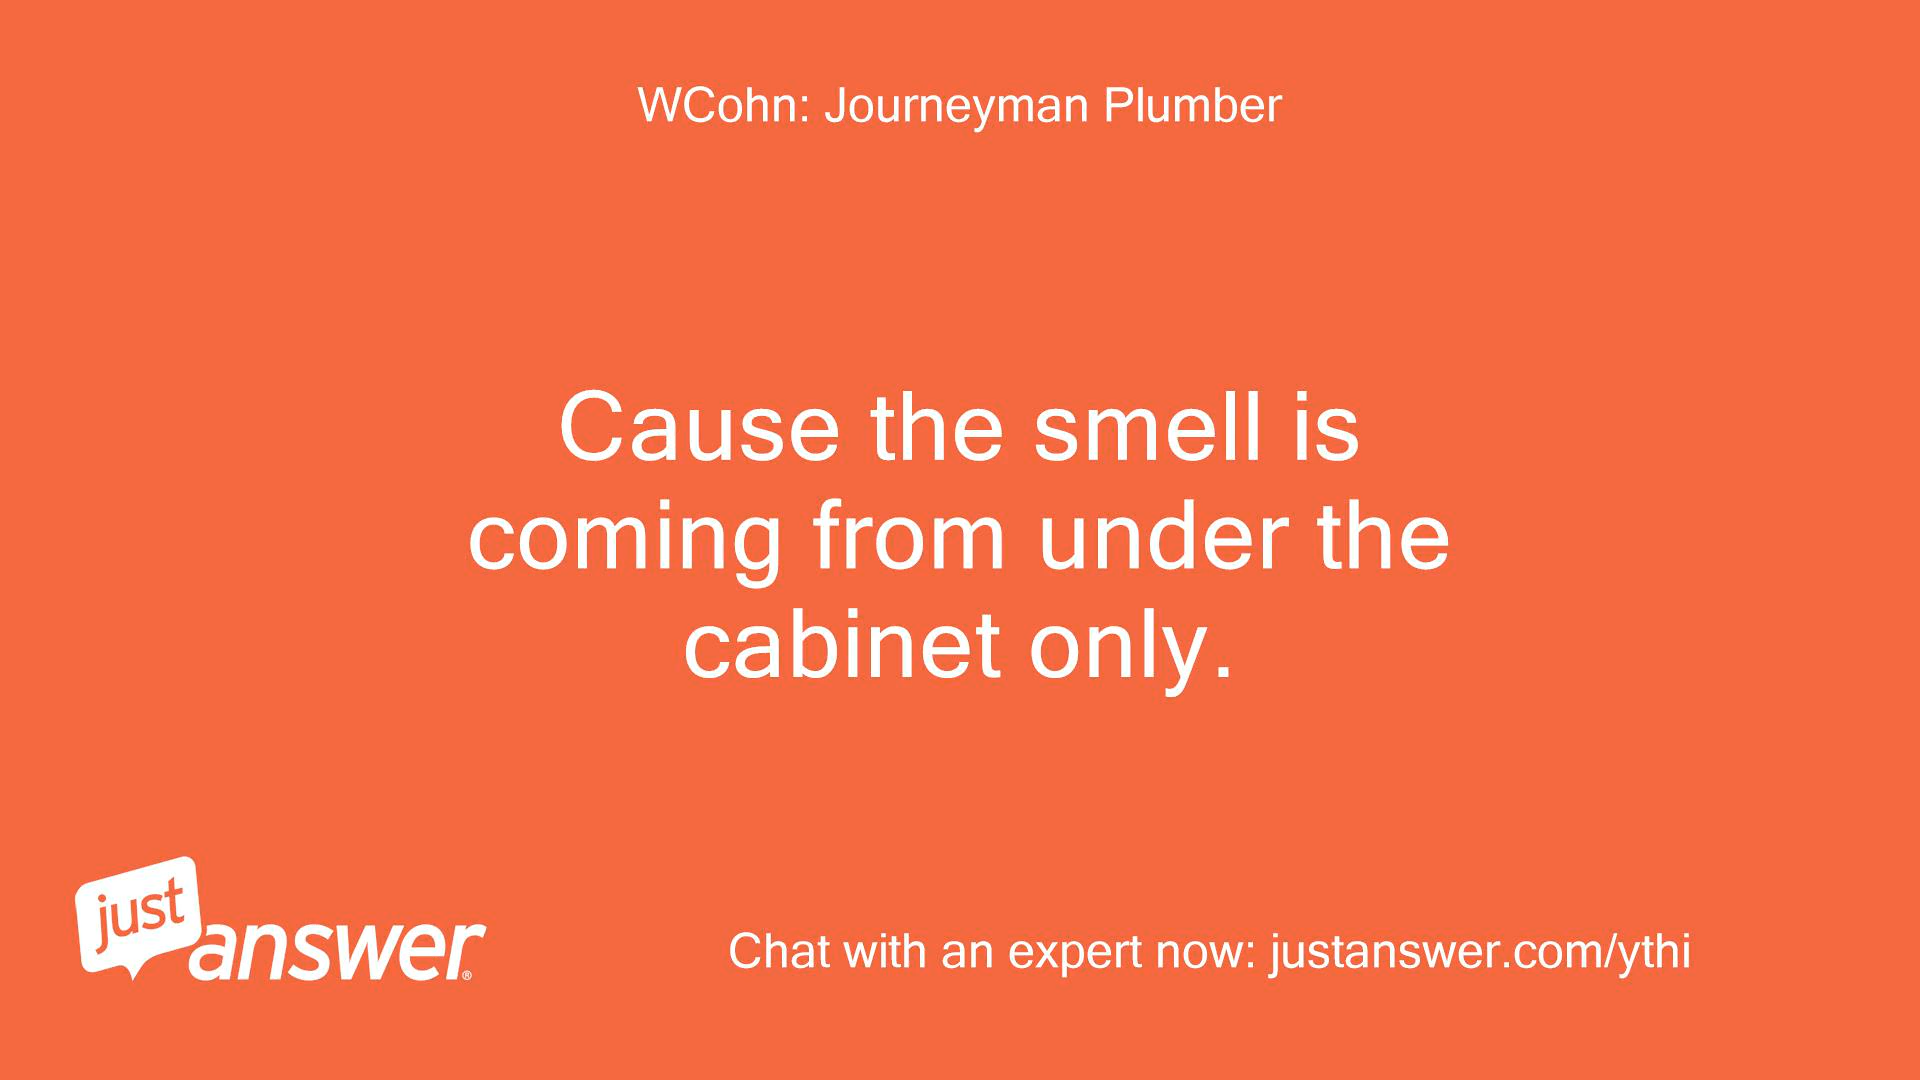 WCohn: Journeyman Plumber
Cause the smell is
coming from under the
cabinet only.
just
answer®
Chat with an expert now: justanswer.com/ythi